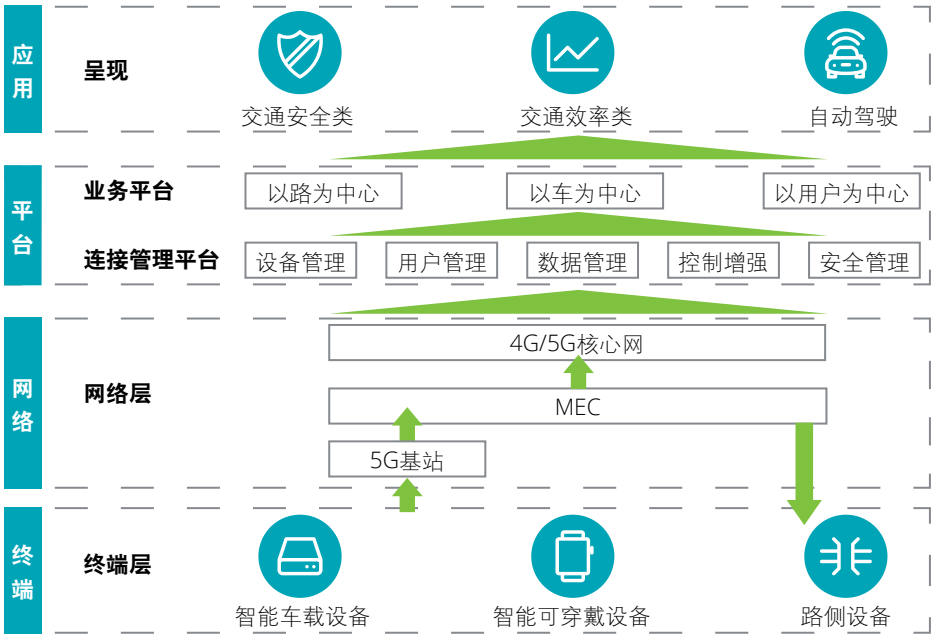 应用
呈现
交通安全类
交通效率类
自动驾驶
平台
业务平台
以路为中心
以车为中心
以用户为中心
连接管理平台
设备管理
用户管理
数据管理
控制增强
安全管理
网络
网络层
4G/5G核心网
MEC
5G基站
终端
终端层
智能车载设备
智能可穿戴设备
路侧设备